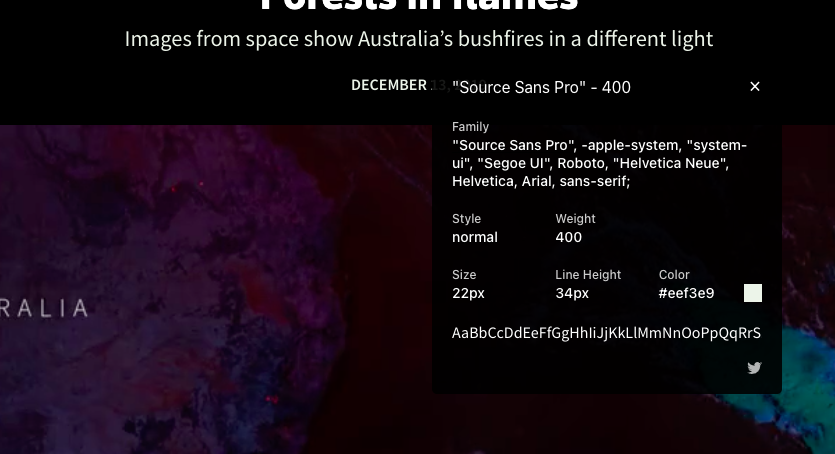 Forests in flames
Images from space show Australia's bushfires in a different light
DECEMBER 13,
"Source Sans Pro" - 400
×
Family
"Source Sans Pro", -apple-system, "system-
ui", "Segoe UI", Roboto, "Helvetica Neue",
Helvetica, Arial, sans-serif;
Style Weight
normal 400
Size Line Height Color
22px 34px #eef3e9
RALIA
AaBbCcDdEeFfGgHhIiJjKkLlMmNnOoPpQqRrS